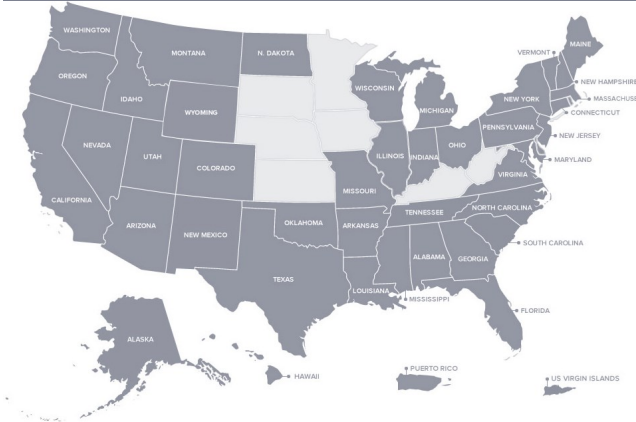 WASHINGTON
MONTANA
N. DAKOTA
MAINE
VERMONT
OREGON
IDAHO
WYOMING
WISCONSIN
MICHIGAN
NEW YORK
NEW HAMPSHIRE
MASSACHUSE
CONNECTICUT
PENNSYLVANIA
NEW JERSEY
NEVADA
UTAH
COLORADO
ILLINOIS
INDIANA
OHIO
MARYLAND
VIRGINIA
CALIFORNIA
MISSOURI
ARIZONA
NEW MEXICO
OKLAHOMA
ARKANSAS
TENNESSEE
NORTH CAROLINA
SOUTH CAROLINA
TEXAS
LOUISIANA
ALABAMA
GEORGIA
MISSISSIPPI
FLORIDA
ALASKA
HAWAII
PUERTO RICO
US VIRGIN ISLANDS